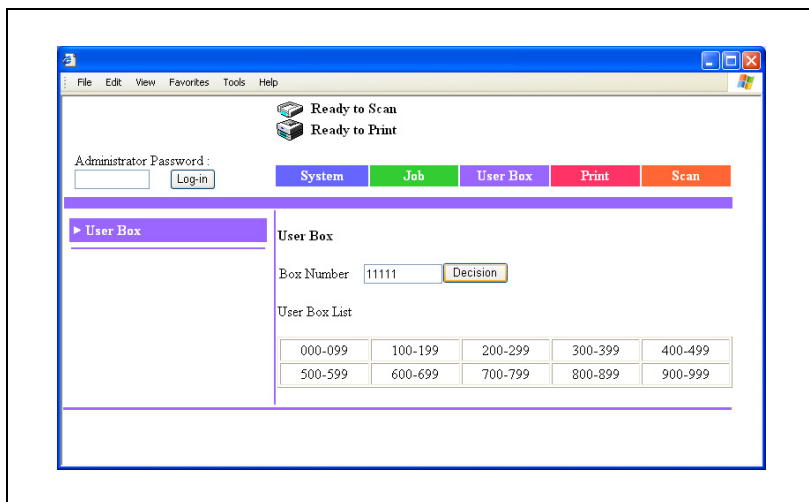 File Edit View Favorites Tools Help
Ready to Scan
Ready to Print
Administrator Password :
Log-in
System Job User Box Print Scan
User Box
User Box
Box Number 11111 Decision
User Box List
000-099 100-199 200-299 300-399 400-499
500-599 600-699 700-799 800-899 900-999